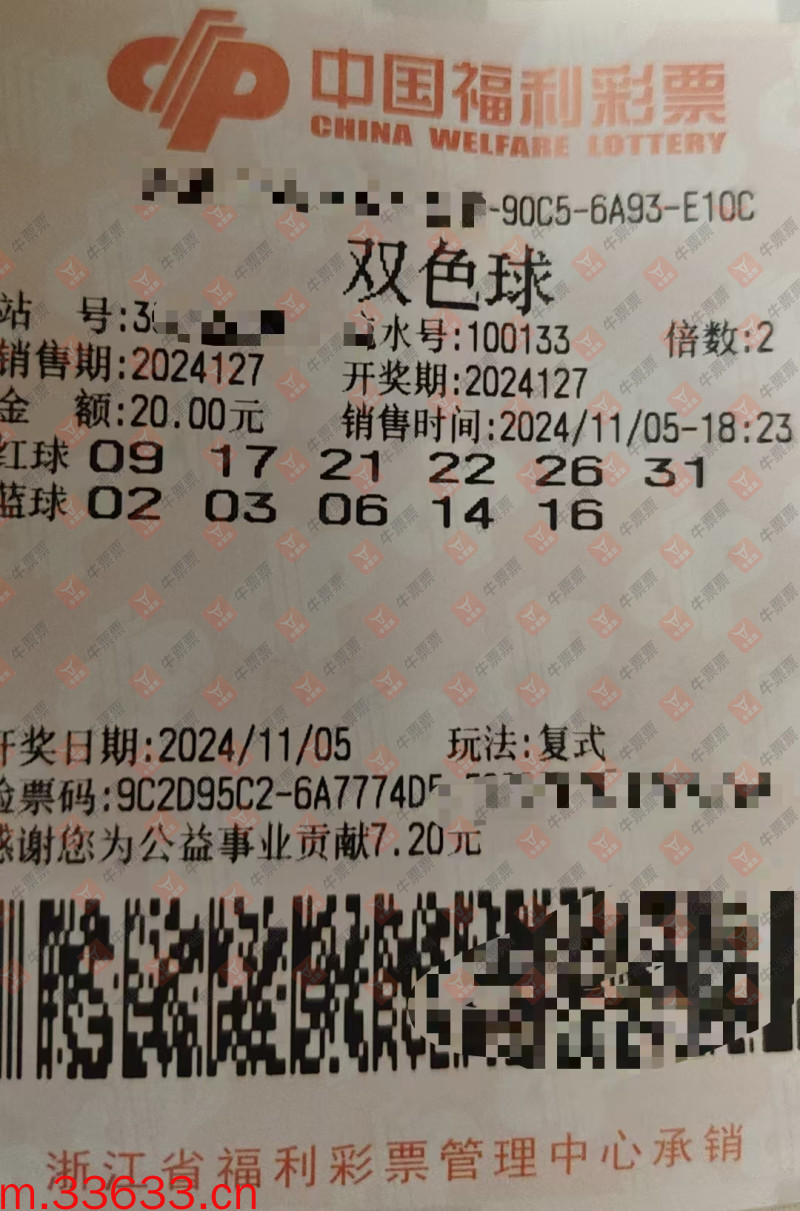 中国福利彩票
CHINA WELFARE LOTTERY
-90C5-6A93-E10C
双色球
站 号:3 水号:100133 倍数:2
销售期:2024127 开奖期:2024127
金 额:20.00元 销售时间:2024/11/05-18:23
红球 09 17 21 22 26 31
蓝球 02 03 06 14 16
开奖日期:2024/11/05 玩法:复式
验票码:9C2D95C2-6A7774D
感谢您为公益事业贡献7.20元
浙江省福利彩票管理中心承销
m.33633.cn
牛票票